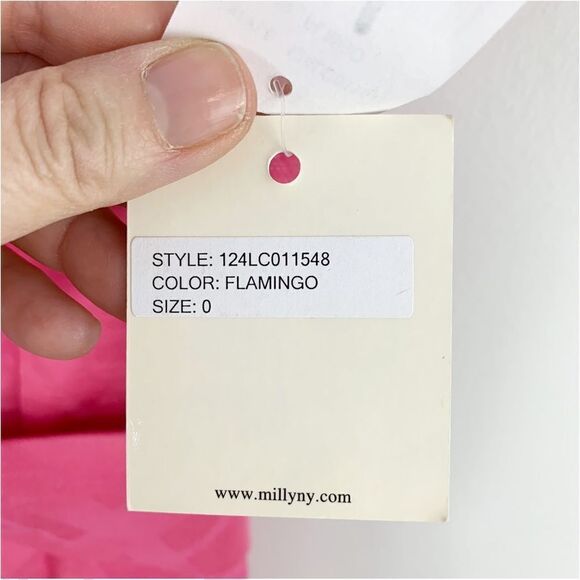 STYLE: 124LC011548
COLOR: FLAMINGO
SIZE: 0
www.millyny.com